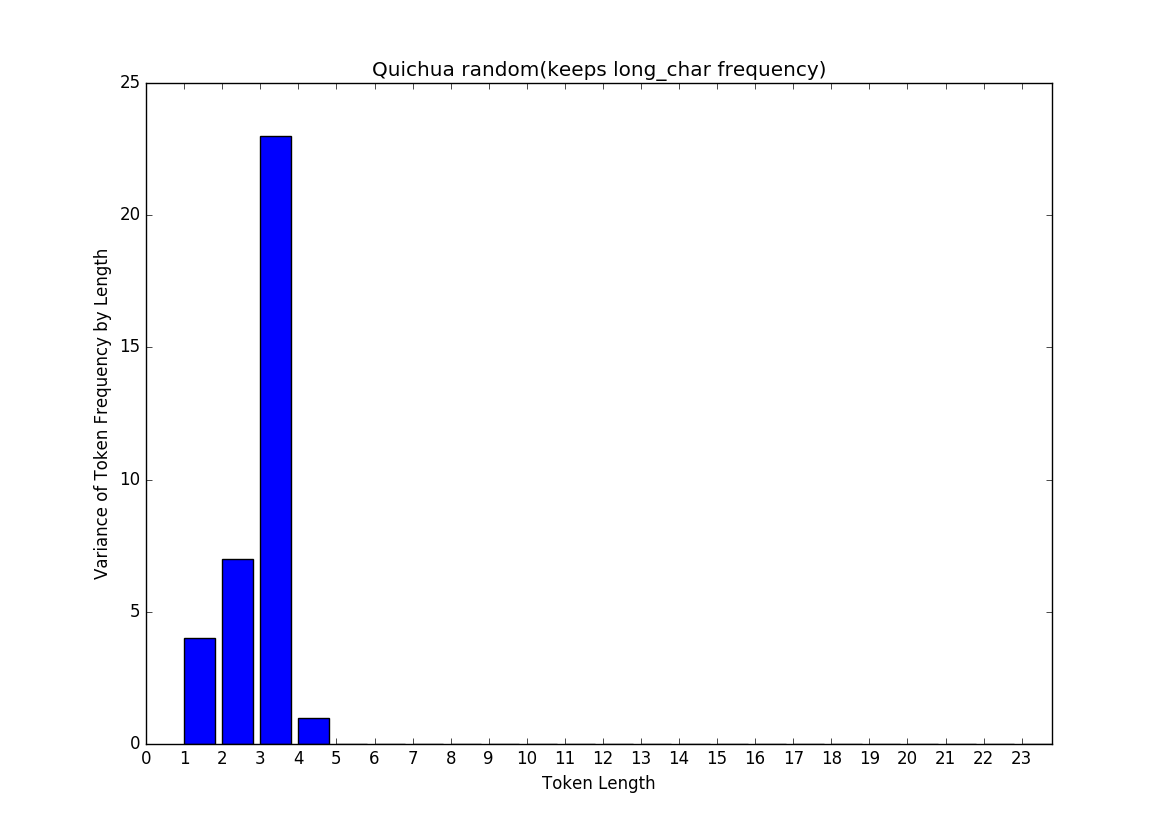 Quichua random(keeps long_char frequency)
25
20
15
10
5
0
Variance of Token Frequency by Length
0 1 2 3 4 5 6 7 8 9 10 11 12 13 14 15 16 17 18 19 20 21 22 23
Token Length